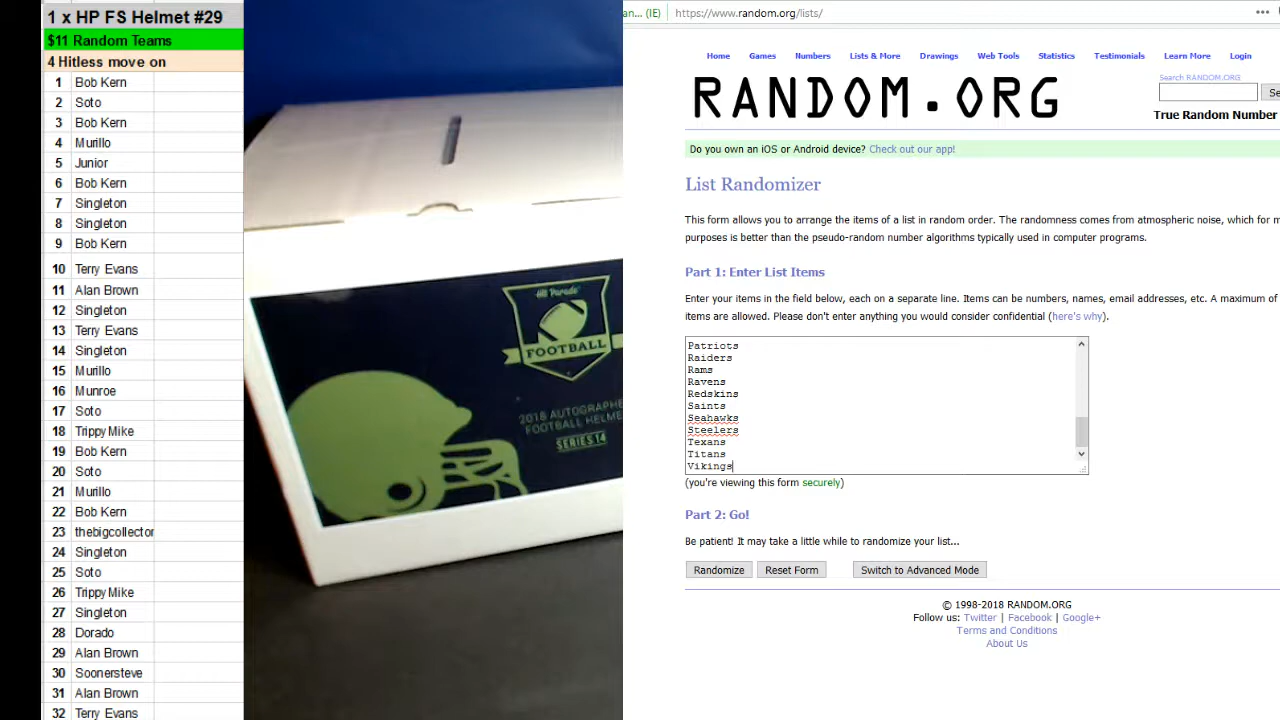 1 x HP FS Helmet #29
$11 Random Teams
4 Hitless move on
1 Bob Kern
2 Soto
3 Bob Kern
4 Murillo
5 Junior
6 Bob Kern
7 Singleton
8 Singleton
9 Bob Kern
10 Terry Evans
11 Alan Brown
12 Singleton
13 Terry Evans
14 Singleton
15 Murillo
16 Munroe
17 Soto
18 Trippy Mike
19 Bob Kern
20 Soto
21 Murillo
22 Bob Kern
23 thebigcollector
24 Singleton
25 Soto
26 Trippy Mike
27 Singleton
28 Dorado
29 Alan Brown
30 Soonersteve
31 Alan Brown
32 Terry Evans
Hit Parade
FOOTBALL
2018 AUTOGRAPHE
FOOTBALL HELME
SERIES 14
an... (IE) https://www.random.org/lists/
Home Games Numbers Lists & More Drawings Web Tools Statistics Testimonials Learn More Login
RANDOM.ORG
Search RANDOM.ORG
Se
True Random Number
Do you own an iOS or Android device? Check out our app!
List Randomizer
This form allows you to arrange the items of a list in random order. The randomness comes from atmospheric noise, which for m
purposes is better than the pseudo-random number algorithms typically used in computer programs.
Part 1: Enter List Items
Enter your items in the field below, each on a separate line. Items can be numbers, names, email addresses, etc. A maximum of
items are allowed. Please don't enter anything you would consider confidential (here's why).
Patriots
Raiders
Rams
Ravens
Redskins
Saints
Seahawks
Steelers
Texans
Titans
Vikings
(you're viewing this form securely)
Part 2: Go!
Be patient! It may take a little while to randomize your list...
Randomize Reset Form Switch to Advanced Mode
© 1998-2018 RANDOM.ORG
Follow us: Twitter | Facebook | Google+
Terms and Conditions
About Us